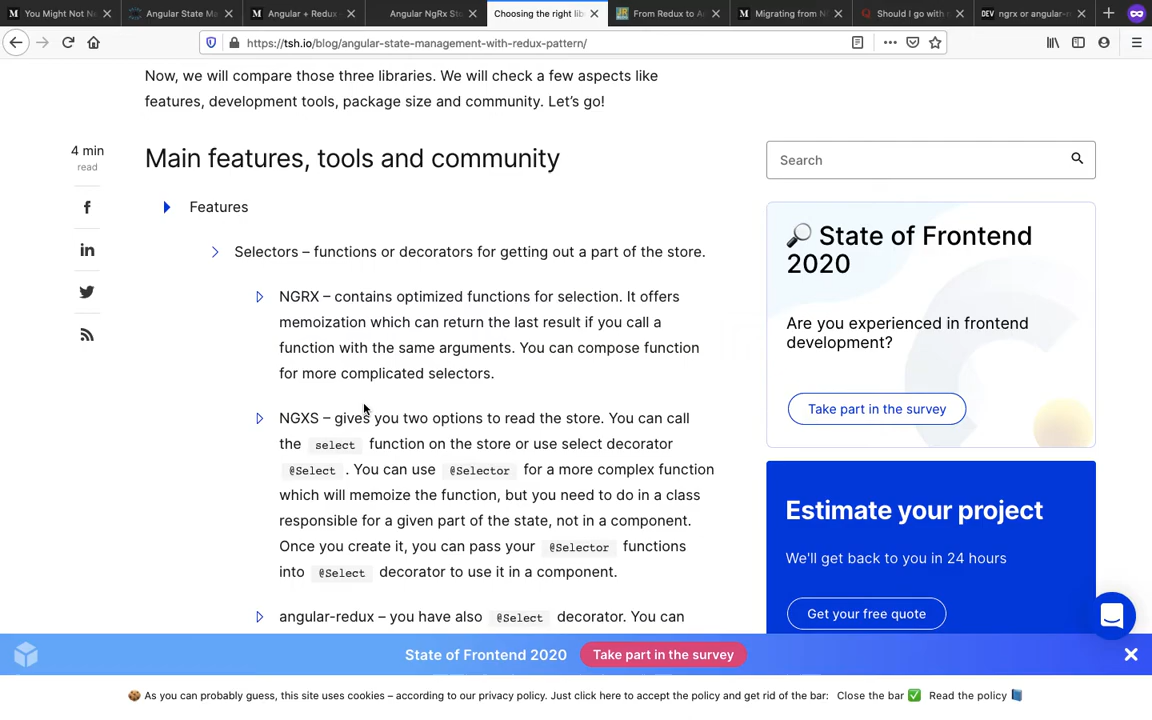 You Might Not Ne
Angular State Ma
Angular + Redux
Angular NgRx Sto
Choosing the right lib
From Redux to An
Migrating from N
Should I go with
DEV ngrx or angular-r
https://tsh.io/blog/angular-state-management-with-redux-pattern/
Now, we will compare those three libraries. We will check a few aspects like
features, development tools, package size and community. Let's go!
4 min
read
Main features, tools and community
Features
Selectors – functions or decorators for getting out a part of the store.
NGRX – contains optimized functions for selection. It offers
memoization which can return the last result if you call a
function with the same arguments. You can compose function
for more complicated selectors.
NGXS – gives you two options to read the store. You can call
the select function on the store or use select decorator
@Select . You can use @Selector for a more complex function
which will memoize the function, but you need to do in a class
responsible for a given part of the state, not in a component.
Once you create it, you can pass your @Selector functions
into @Select decorator to use it in a component.
angular-redux – you have also @Select decorator. You can
Search
State of Frontend
2020
Are you experienced in frontend
development?
Take part in the survey
Estimate your project
We'll get back to you in 24 hours
Get your free quote
State of Frontend 2020 Take part in the survey
As you can probably guess, this site uses cookies – according to our privacy policy. Just click here to accept the policy and get rid of the bar: Close the bar ✅ Read the policy